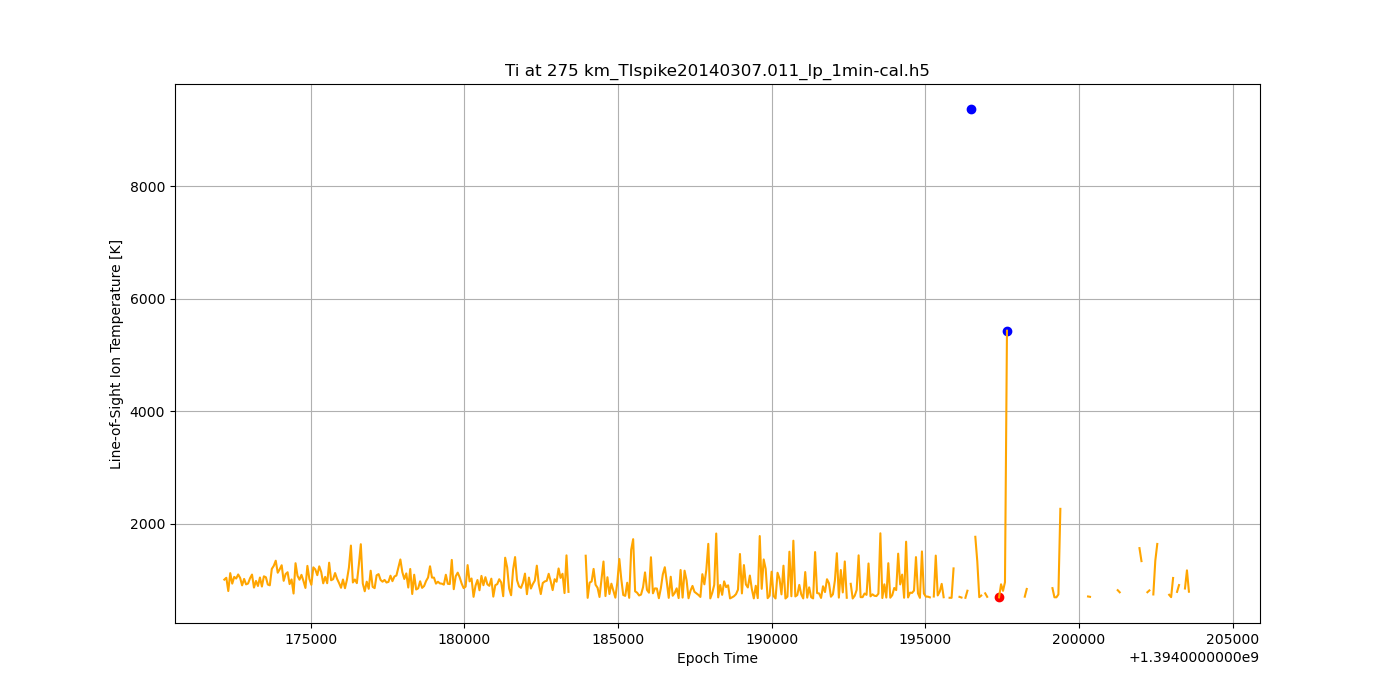 Ti at 275 km_TIspike20140307.011_lp_1min-cal.h5
Line-of-Sight Ion Temperature [K]
8000
6000
4000
2000
175000 180000 185000 190000 195000 200000 205000
Epoch Time
+1.3940000000e9